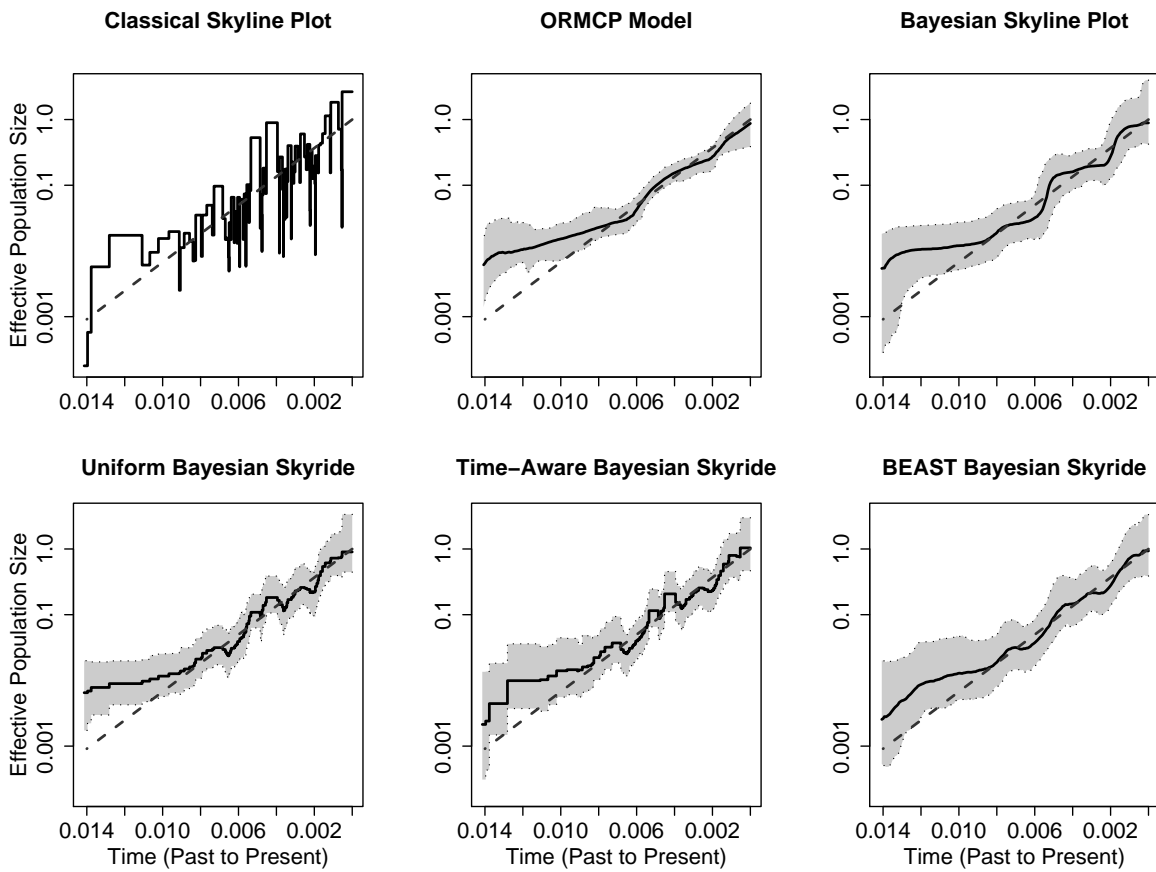 Classical Skyline Plot
ORMCP Model
Bayesian Skyline Plot
Effective Population Size
1.0
0.1
0.001
0.014 0.010 0.006 0.002
1.0
0.1
0.001
0.014 0.010 0.006 0.002
1.0
0.1
0.001
0.014 0.010 0.006 0.002
Uniform Bayesian Skyride
Time−Aware Bayesian Skyride
BEAST Bayesian Skyride
Effective Population Size
1.0
0.1
0.001
0.014 0.010 0.006 0.002
Time (Past to Present)
1.0
0.1
0.001
0.014 0.010 0.006 0.002
Time (Past to Present)
1.0
0.1
0.001
0.014 0.010 0.006 0.002
Time (Past to Present)